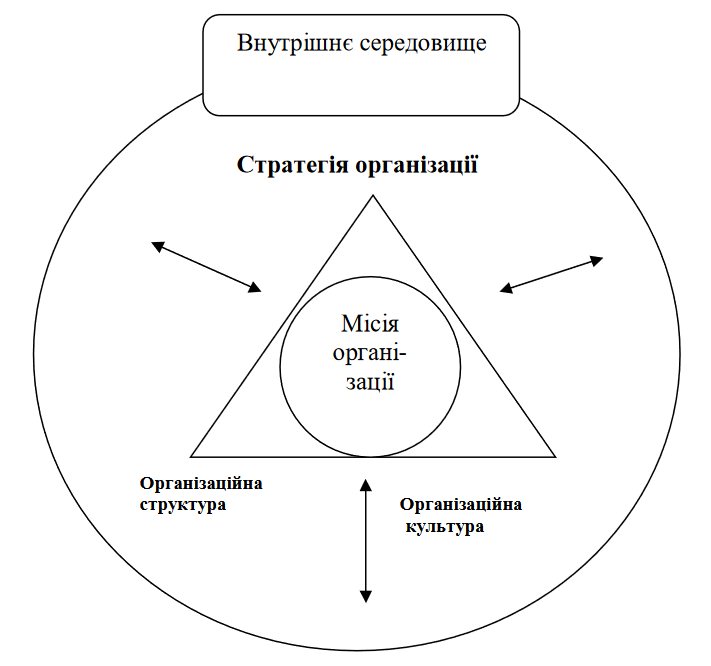 Внутрішнє середовище
Стратегія організації
Місія
органі-
зації
Організаційна
структура
Організаційна
культура